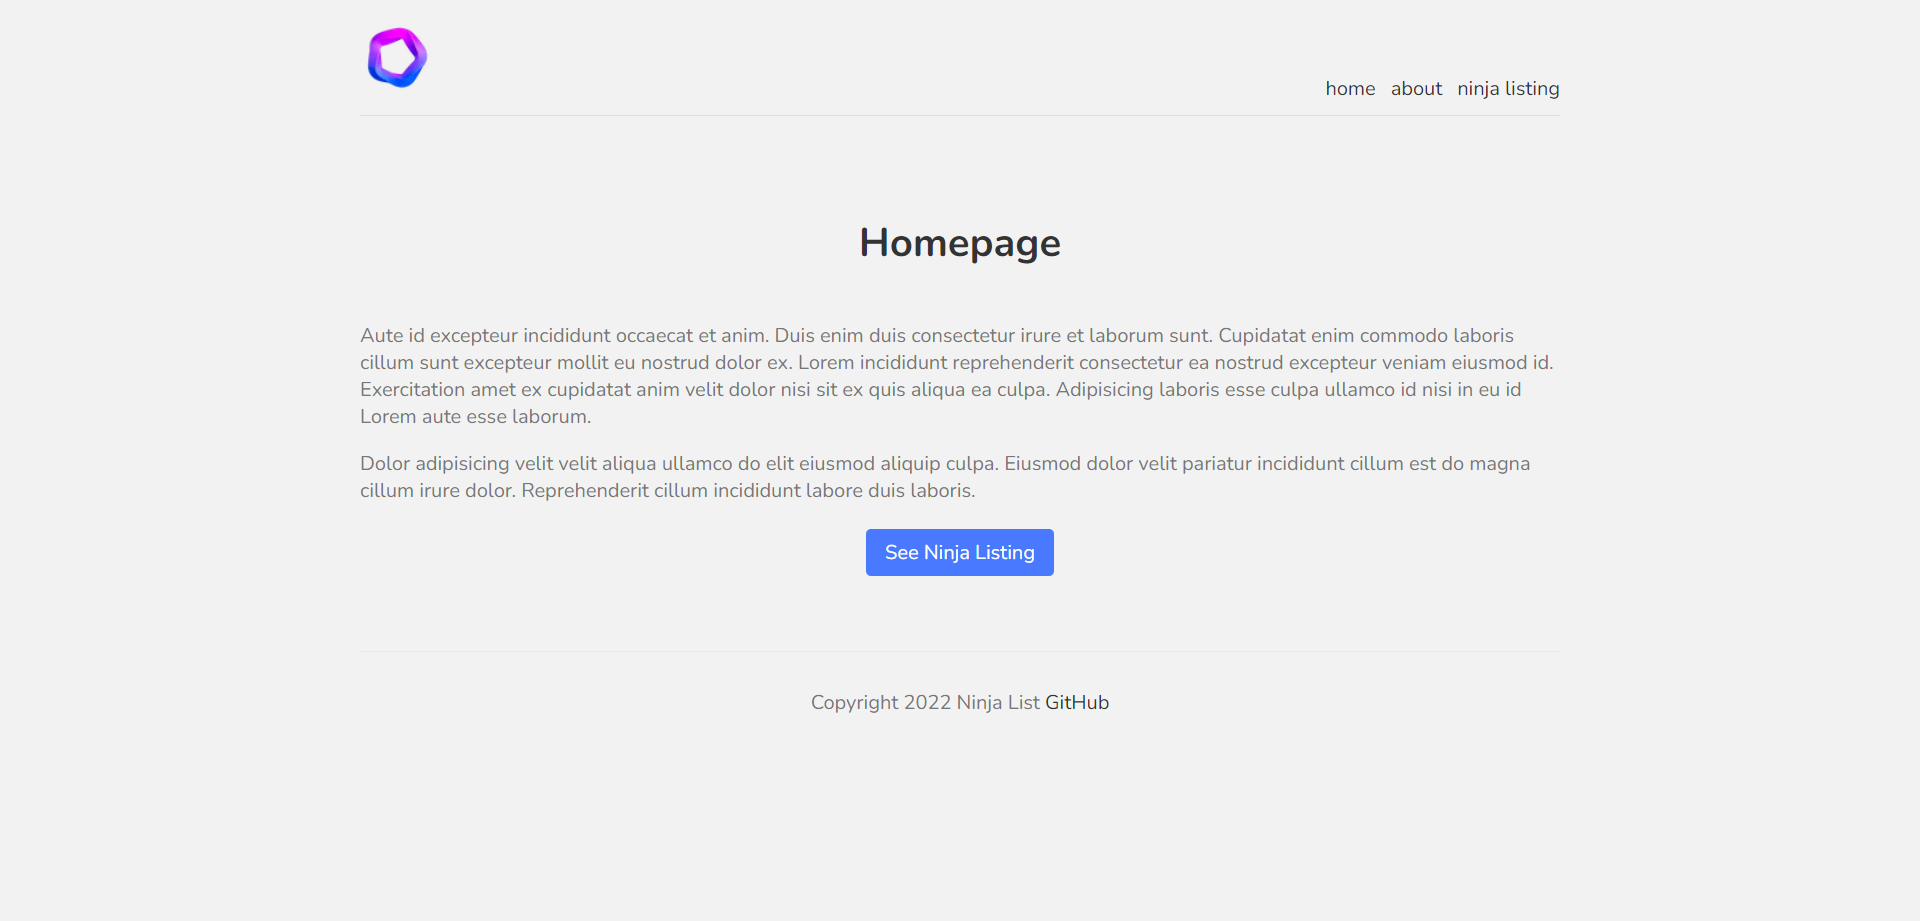 home about ninja listing
Homepage
Aute id excepteur incididunt occaecat et anim. Duis enim duis consectetur irure et laborum sunt. Cupidatat enim commodo laboris
cillum sunt excepteur mollit eu nostrud dolor ex. Lorem incididunt reprehenderit consectetur ea nostrud excepteur veniam eiusmod id.
Exercitation amet ex cupidatat anim velit dolor nisi sit ex quis aliqua ea culpa. Adipisicing laboris esse culpa ullamco id nisi in eu id
Lorem aute esse laborum.
Dolor adipisicing velit velit aliqua ullamco do elit eiusmod aliquip culpa. Eiusmod dolor velit pariatur incididunt cillum est do magna
cillum irure dolor. Reprehenderit cillum incididunt labore duis laboris.
See Ninja Listing
Copyright 2022 Ninja List GitHub